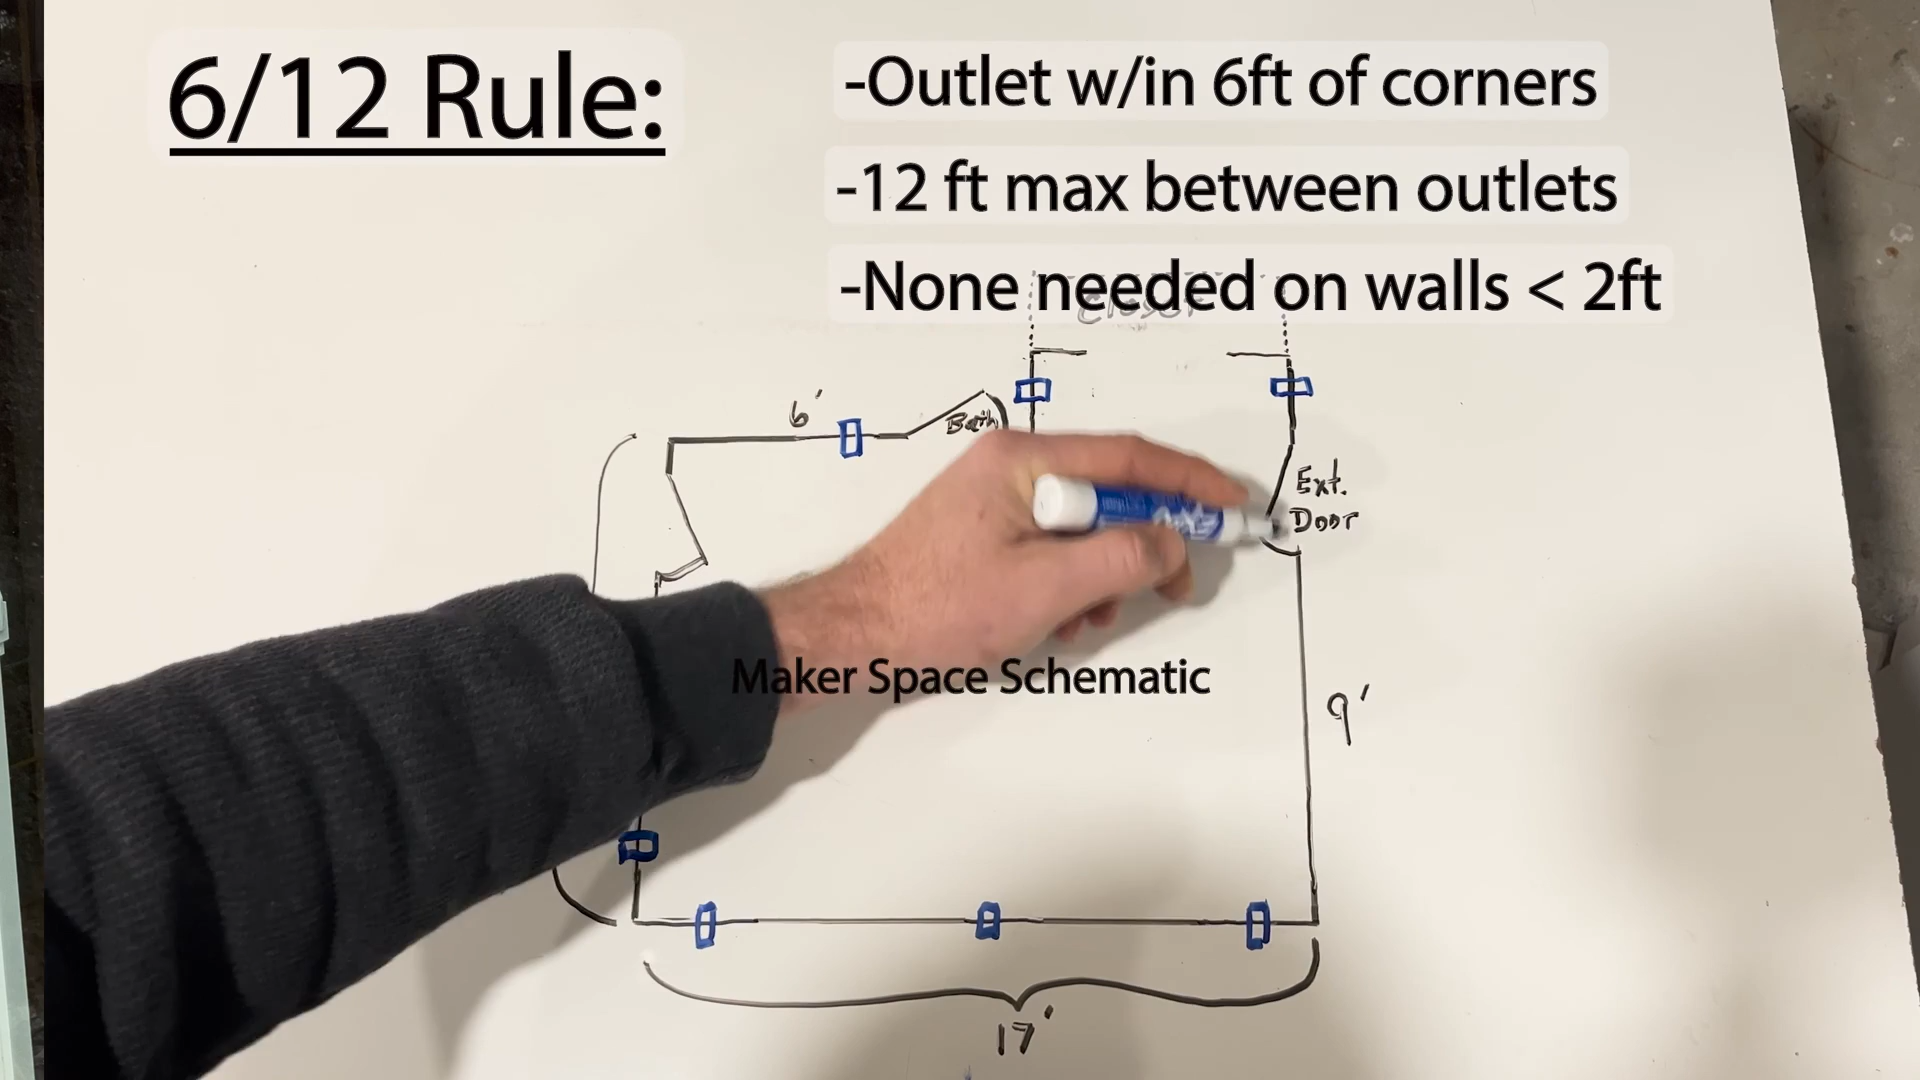 6/12 Rule:
-Outlet w/in 6ft of corners
-12 ft max between outlets
-None needed on walls < 2ft
Closet
6'
Bath
Ext.
Door
Maker Space Schematic
9'
17'